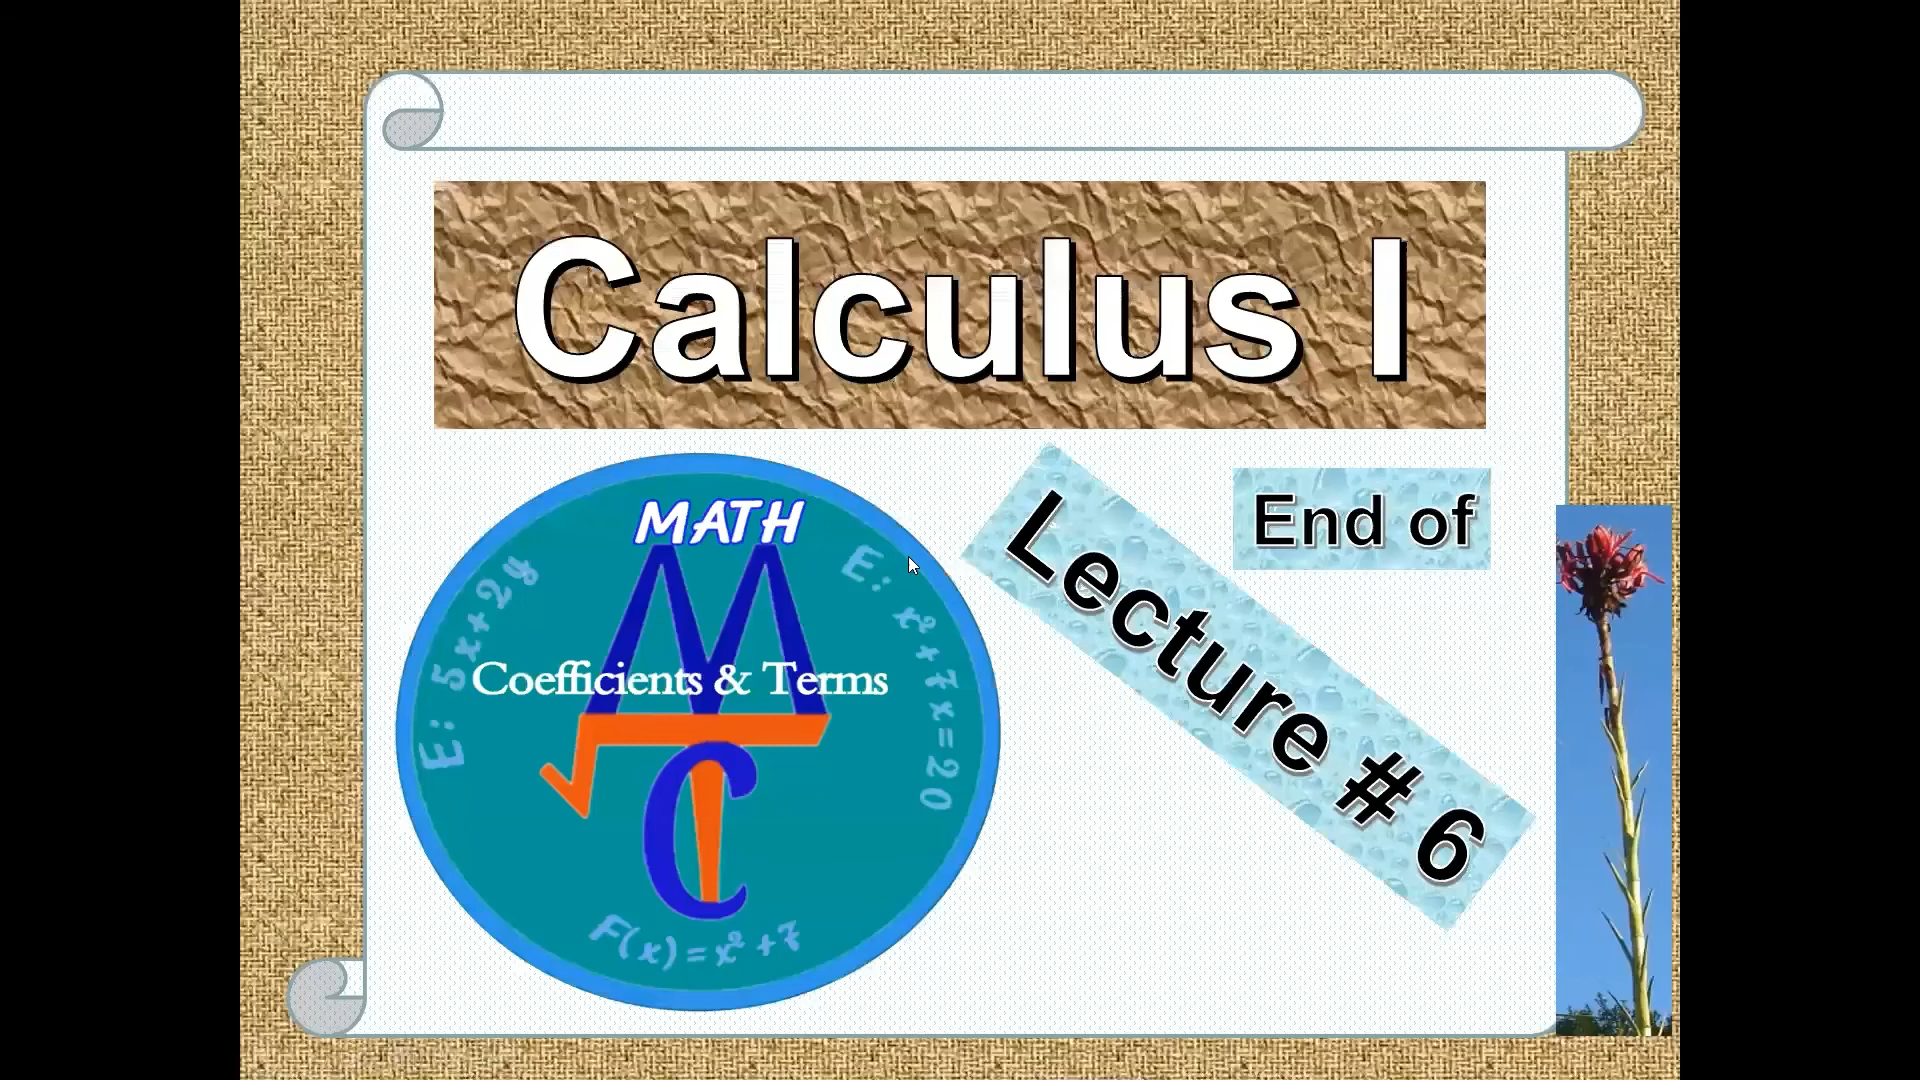 Calculus I
End of
Lecture # 6
MATH
E: 5x+2y
E: x²+7x=20
Coefficients & Terms
M
C
T
F(x)=x²+7